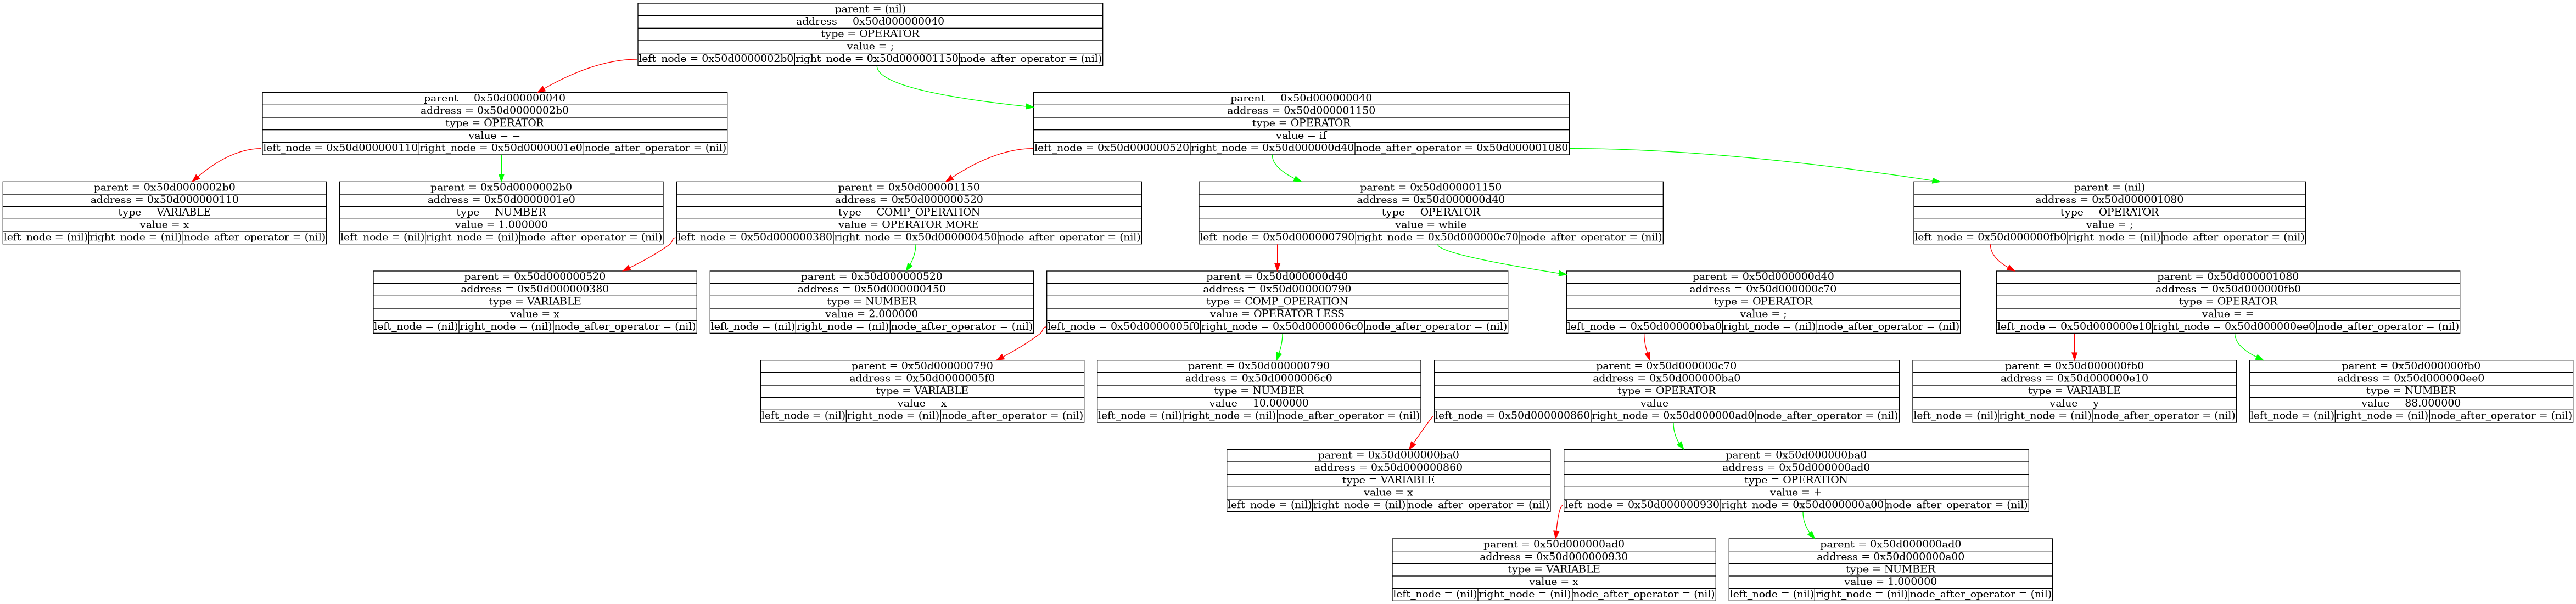 parent = (nil)
address = 0x50d000000040
type = OPERATOR
value = ;
left_node = 0x50d0000002b0 right_node = 0x50d000001150 node_after_operator = (nil)
parent = 0x50d000000040
address = 0x50d0000002b0
type = OPERATOR
value = =
left_node = 0x50d000000110 right_node = 0x50d0000001e0 node_after_operator = (nil)
parent = 0x50d000000040
address = 0x50d000001150
type = OPERATOR
value = if
left_node = 0x50d000000520 right_node = 0x50d000000d40 node_after_operator = 0x50d000001080
parent = 0x50d0000002b0
address = 0x50d000000110
type = VARIABLE
value = x
left_node = (nil) right_node = (nil) node_after_operator = (nil)
parent = 0x50d0000002b0
address = 0x50d0000001e0
type = NUMBER
value = 1.000000
left_node = (nil) right_node = (nil) node_after_operator = (nil)
parent = 0x50d000001150
address = 0x50d000000520
type = COMP_OPERATION
value = OPERATOR MORE
left_node = 0x50d000000380 right_node = 0x50d000000450 node_after_operator = (nil)
parent = 0x50d000001150
address = 0x50d000000d40
type = OPERATOR
value = while
left_node = 0x50d000000790 right_node = 0x50d000000c70 node_after_operator = (nil)
parent = (nil)
address = 0x50d000001080
type = OPERATOR
value = ;
left_node = 0x50d000000fb0 right_node = (nil) node_after_operator = (nil)
parent = 0x50d000000520
address = 0x50d000000380
type = VARIABLE
value = x
left_node = (nil) right_node = (nil) node_after_operator = (nil)
parent = 0x50d000000520
address = 0x50d000000450
type = NUMBER
value = 2.000000
left_node = (nil) right_node = (nil) node_after_operator = (nil)
parent = 0x50d000000d40
address = 0x50d000000790
type = COMP_OPERATION
value = OPERATOR LESS
left_node = 0x50d0000005f0 right_node = 0x50d0000006c0 node_after_operator = (nil)
parent = 0x50d000000d40
address = 0x50d000000c70
type = OPERATOR
value = ;
left_node = 0x50d000000ba0 right_node = (nil) node_after_operator = (nil)
parent = 0x50d000001080
address = 0x50d000000fb0
type = OPERATOR
value = =
left_node = 0x50d000000e10 right_node = 0x50d000000ee0 node_after_operator = (nil)
parent = 0x50d000000790
address = 0x50d0000005f0
type = VARIABLE
value = x
left_node = (nil) right_node = (nil) node_after_operator = (nil)
parent = 0x50d000000790
address = 0x50d0000006c0
type = NUMBER
value = 10.000000
left_node = (nil) right_node = (nil) node_after_operator = (nil)
parent = 0x50d000000c70
address = 0x50d000000ba0
type = OPERATOR
value = =
left_node = 0x50d000000860 right_node = 0x50d000000ad0 node_after_operator = (nil)
parent = 0x50d000000fb0
address = 0x50d000000e10
type = VARIABLE
value = y
left_node = (nil) right_node = (nil) node_after_operator = (nil)
parent = 0x50d000000fb0
address = 0x50d000000ee0
type = NUMBER
value = 88.000000
left_node = (nil) right_node = (nil) node_after_operator = (nil)
parent = 0x50d000000ba0
address = 0x50d000000860
type = VARIABLE
value = x
left_node = (nil) right_node = (nil) node_after_operator = (nil)
parent = 0x50d000000ba0
address = 0x50d000000ad0
type = OPERATION
value = +
left_node = 0x50d000000930 right_node = 0x50d000000a00 node_after_operator = (nil)
parent = 0x50d000000ad0
address = 0x50d000000930
type = VARIABLE
value = x
left_node = (nil) right_node = (nil) node_after_operator = (nil)
parent = 0x50d000000ad0
address = 0x50d000000a00
type = NUMBER
value = 1.000000
left_node = (nil) right_node = (nil) node_after_operator = (nil)